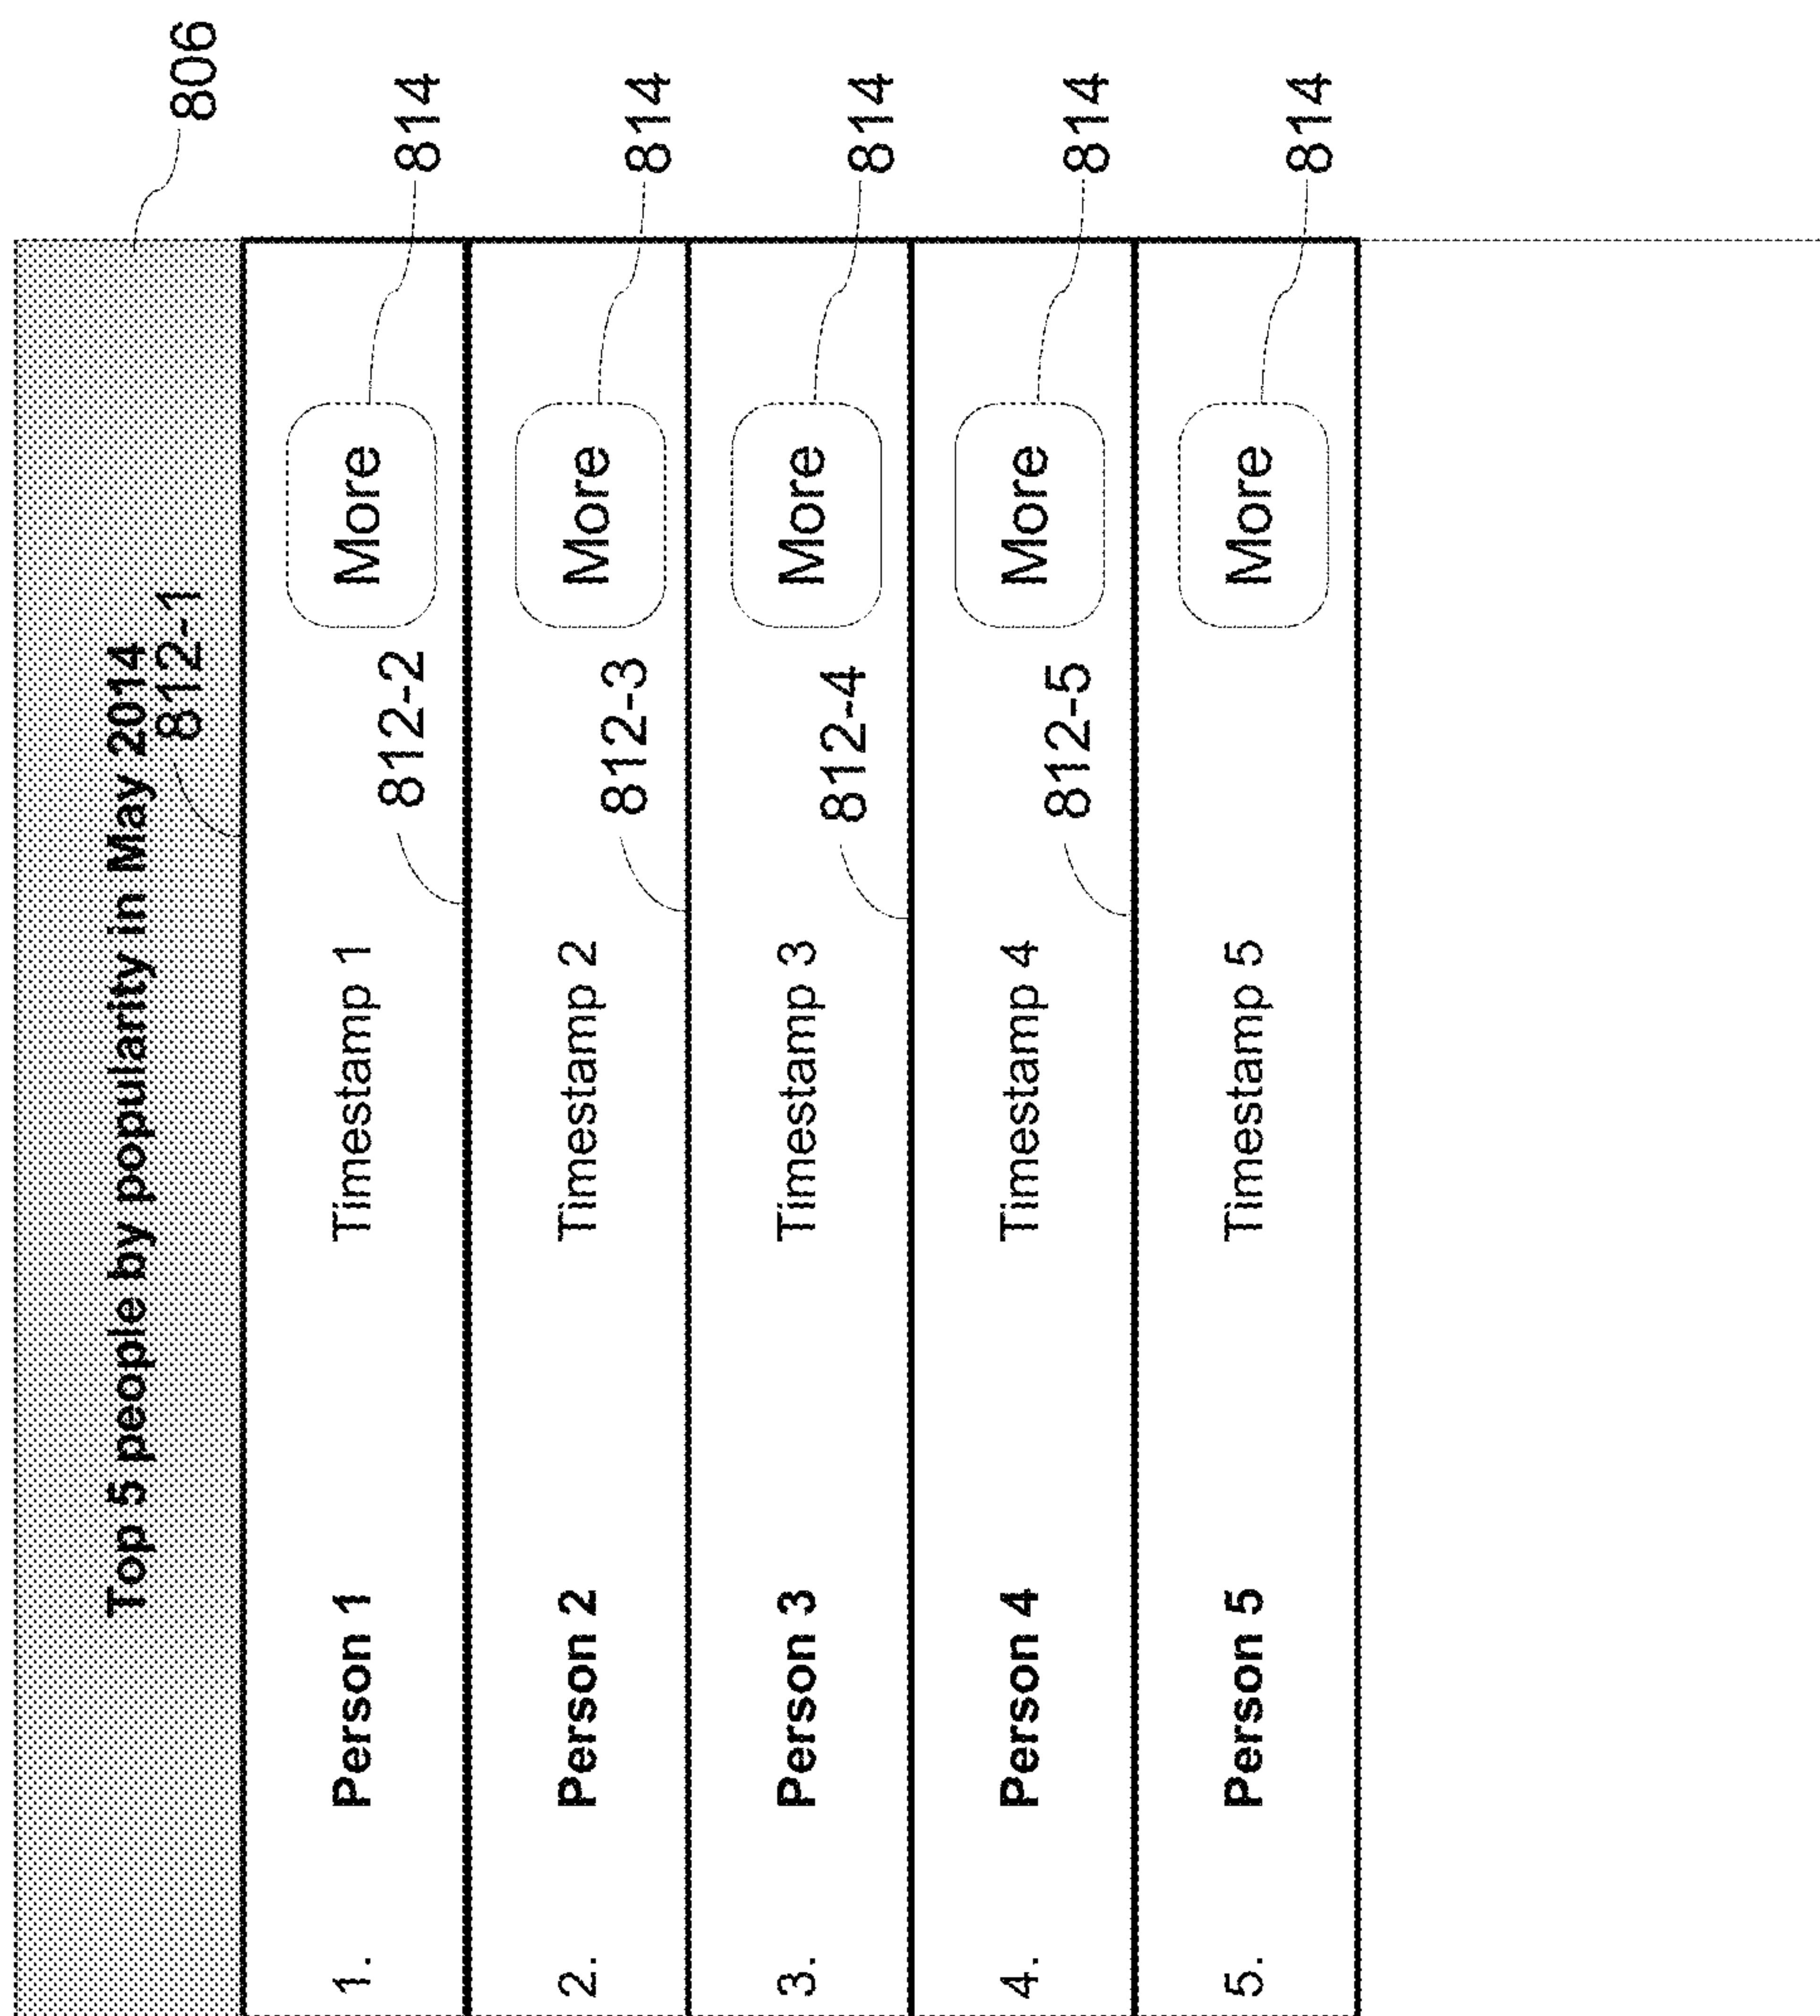 806
Top 5 people by popularity in May 2014
812-1
1. Person 1 Timestamp 1 More 814
812-2
2. Person 2 Timestamp 2 More 814
812-3
3. Person 3 Timestamp 3 More 814
812-4
4. Person 4 Timestamp 4 More 814
812-5
5. Person 5 Timestamp 5 More 814